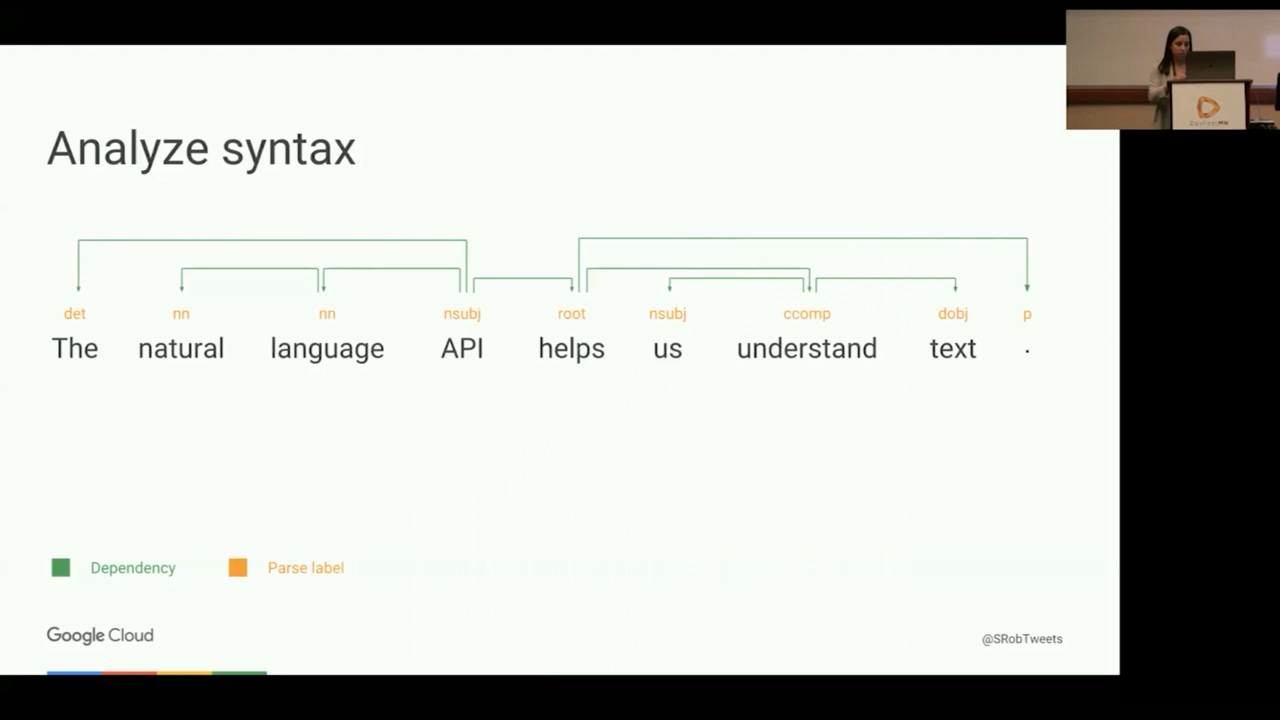 Analyze syntax
det nn nn nsubj root nsubj ccomp dobj p
The natural language API helps us understand text .
Dependency Parse label
Google Cloud
@SRobTweets